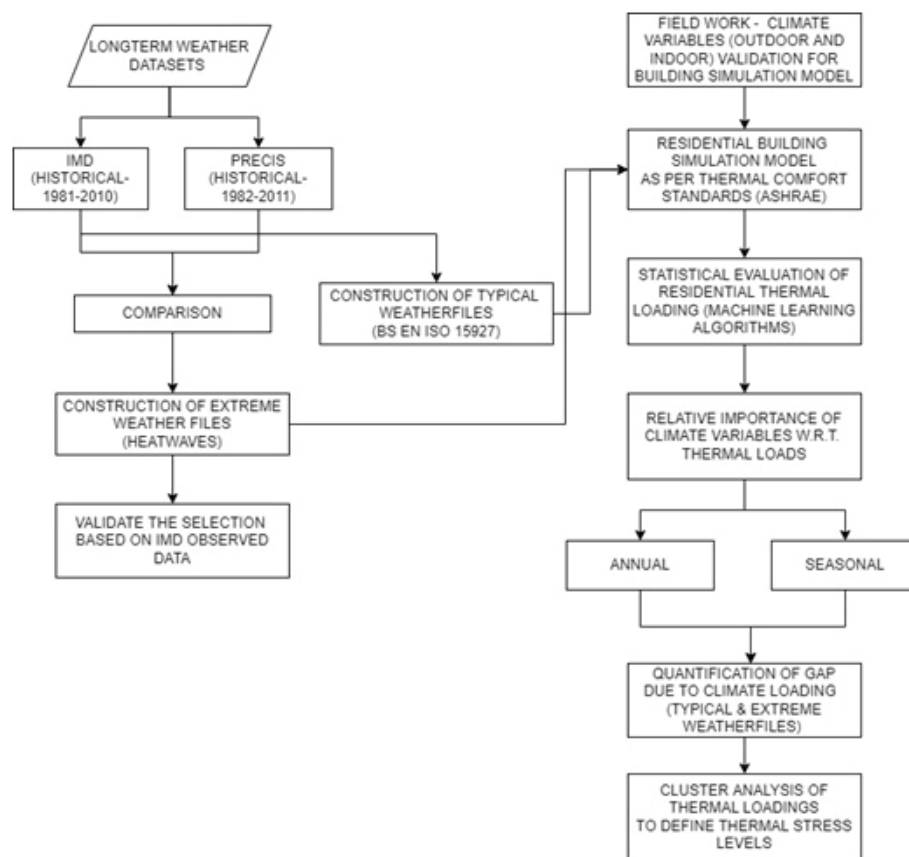 LONGTERM WEATHER
DATASETS
IMD
(HISTORICAL-
1981-2010)
PRECIS
(HISTORICAL-
1982-2011)
COMPARISON
CONSTRUCTION OF TYPICAL
WEATHERFILES
(BS EN ISO 15927)
CONSTRUCTION OF EXTREME
WEATHER FILES
(HEATWAVES)
VALIDATE THE SELECTION
BASED ON IMD OBSERVED
DATA
FIELD WORK - CLIMATE
VARIABLES (OUTDOOR AND
INDOOR) VALIDATION FOR
BUILDING SIMULATION MODEL
RESIDENTIAL BUILDING
SIMULATION MODEL
AS PER THERMAL COMFORT
STANDARDS (ASHRAE)
STATISTICAL EVALUATION OF
RESIDENTIAL THERMAL
LOADING (MACHINE LEARNING
ALGORITHMS)
RELATIVE IMPORTANCE OF
CLIMATE VARIABLES W.R.T.
THERMAL LOADS
ANNUAL
SEASONAL
QUANTIFICATION OF GAP
DUE TO CLIMATE LOADING
(TYPICAL & EXTREME
WEATHERFILES)
CLUSTER ANALYSIS OF
THERMAL LOADINGS
TO DEFINE THERMAL STRESS
LEVELS